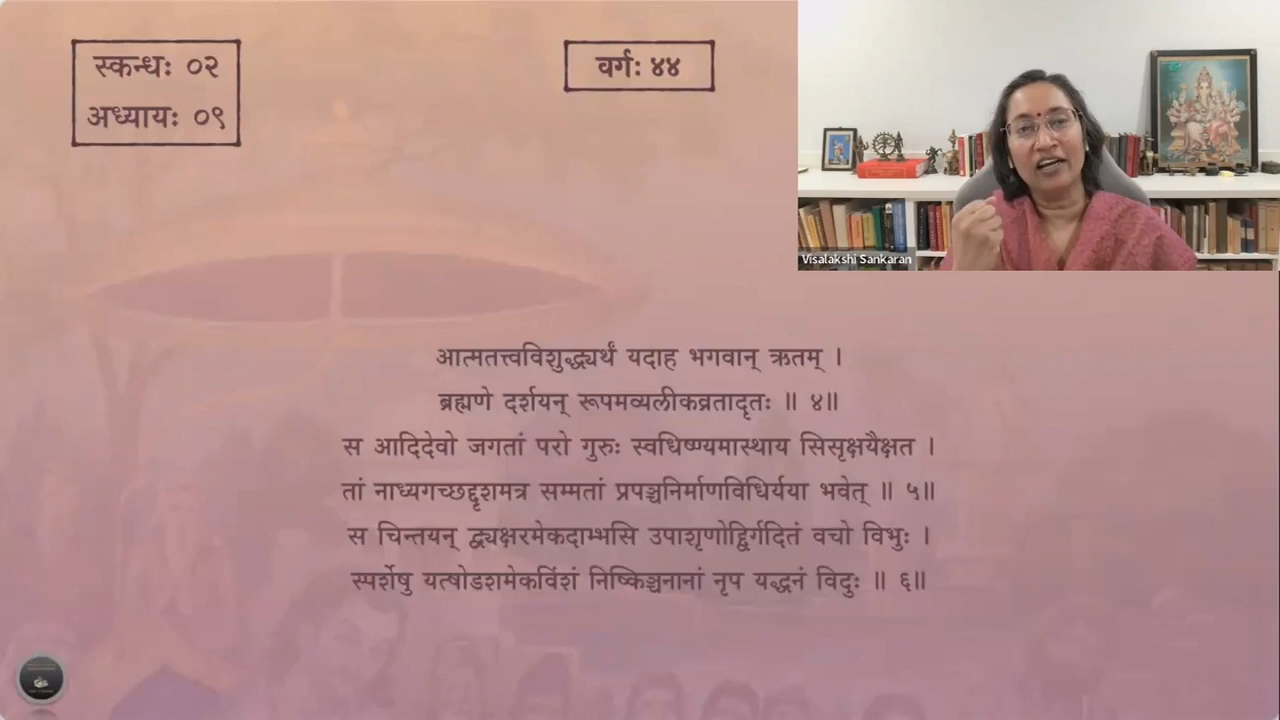 स्कन्धः ०२
अध्यायः ०९
वर्गः ४४
Visalakshi Sankaran
आत्मतत्त्वविशुद्ध्यर्थं यदाह भगवान् ऋतम् ।
ब्रह्मणे दर्शयन् रूपमव्यलीकव्रतादृतः ॥ ४॥
स आदिदेवो जगतां परो गुरुः स्वधिष्ण्यमास्थाय सिसृक्षयैक्षत ।
तां नाध्यगच्छद्दृशमत्र सम्मतां प्रपञ्चनिर्माणविधिर्यया भवेत् ॥ ५॥
स चिन्तयन् द्व्यक्षरमेकदाम्भसि उपाशृणोद्द्विर्गदितं वचो विभुः ।
स्पर्शेषु यत्षोडशमेकविंशं निष्किञ्चनानां नृप यद्धनं विदुः ॥ ६॥